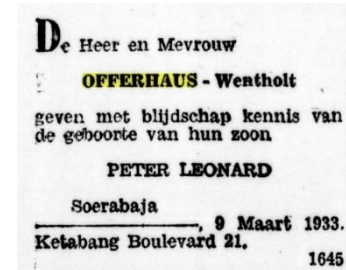 De Heer en Mevrouw
OFFERHAUS - Wentholt
geven met blijdschap kennis van
de geboorte van hun zoon
PETER LEONARD
Soerabaja
, 9 Maart 1933.
Ketabang Boulevard 21.
1645